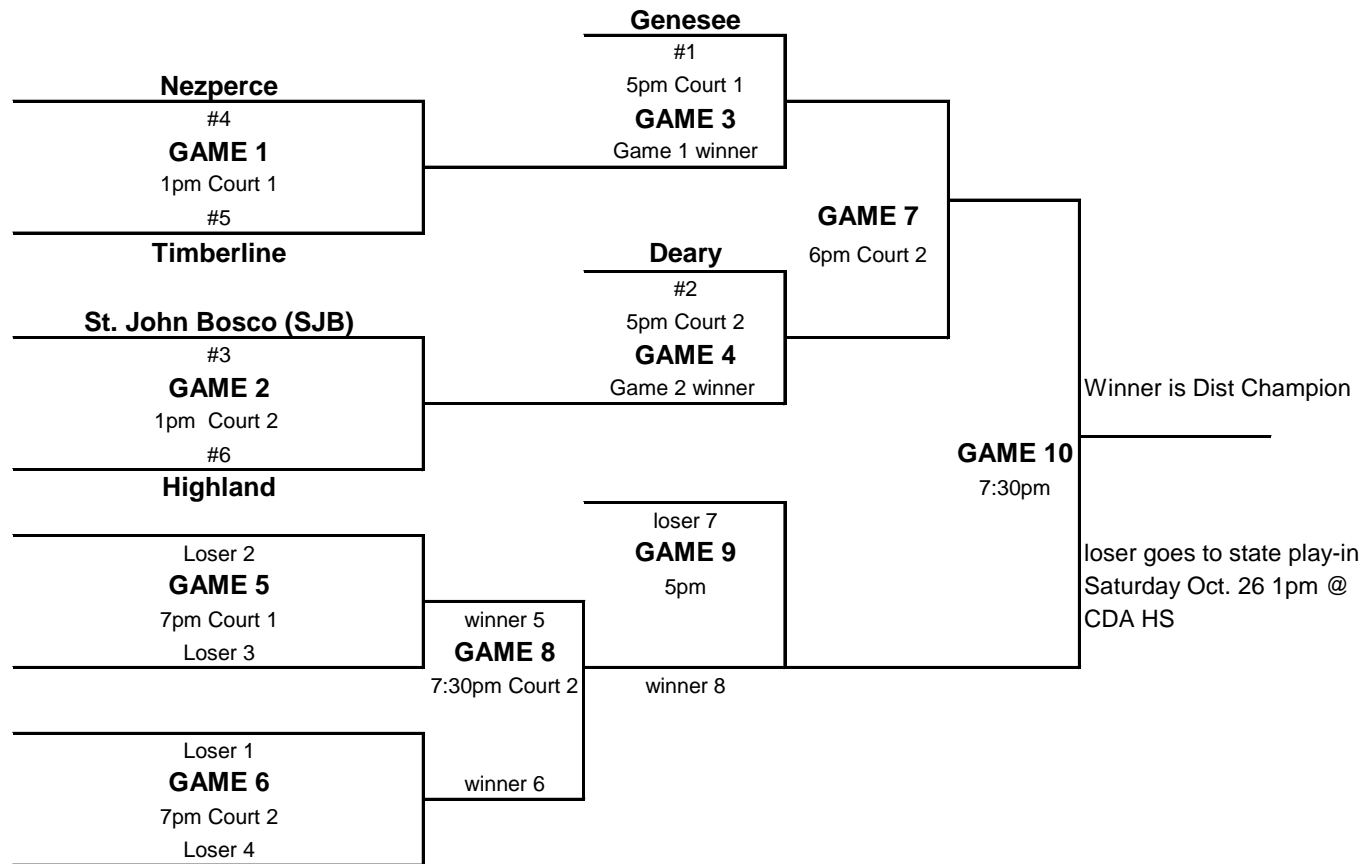 Genesee
#1
5pm Court 1
GAME 3
Game 1 winner
Nezperce
#4
GAME 1
1pm Court 1
#5
Timberline
GAME 7
6pm Court 2
Deary
#2
5pm Court 2
GAME 4
Game 2 winner
St. John Bosco (SJB)
#3
GAME 2
1pm  Court 2
#6
Highland
Winner is Dist Champion
GAME 10
7:30pm
loser 7
GAME 9
5pm
loser goes to state play-in
Saturday Oct. 26 1pm @
CDA HS
Loser 2
GAME 5
7pm Court 1
Loser 3
winner 5
GAME 8
7:30pm Court 2
winner 8
Loser 1
GAME 6
7pm Court 2
Loser 4
winner 6